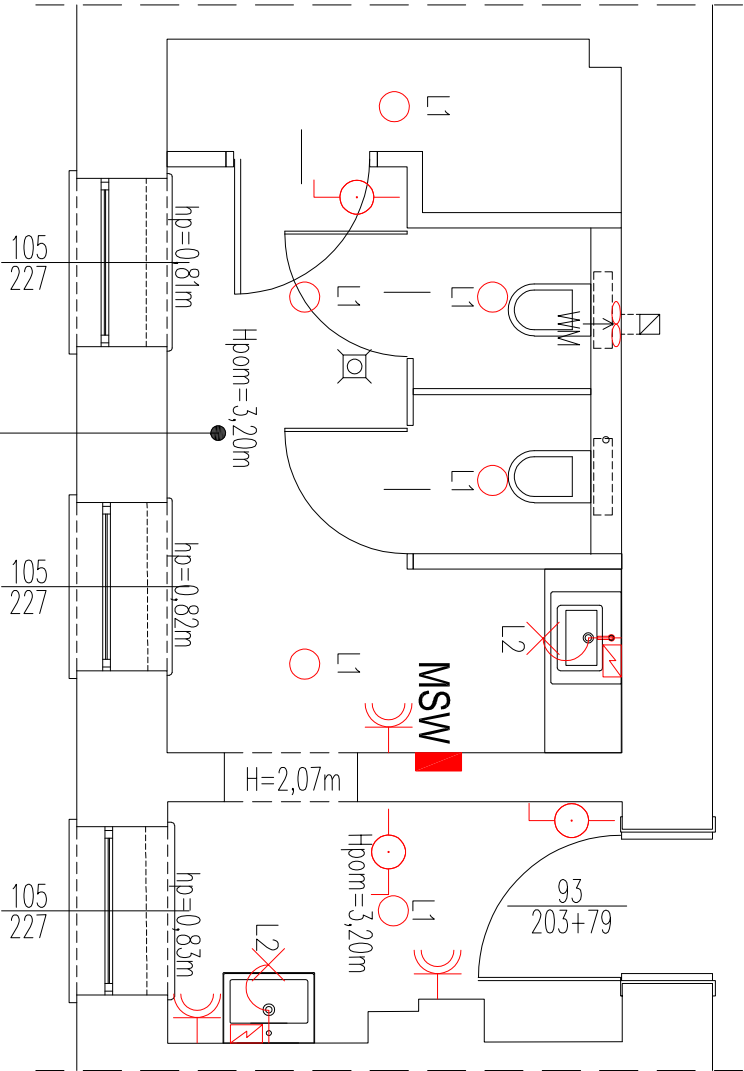 L1
hp=0,81m
105
227
L1
L1
Hpom=3,20m
L1
105
227
hp=0,82m
L2
L1
MSW
H=2,07m
Hpom=3,20m
L1
93
203+79
105
227
hp=0,83m
L2